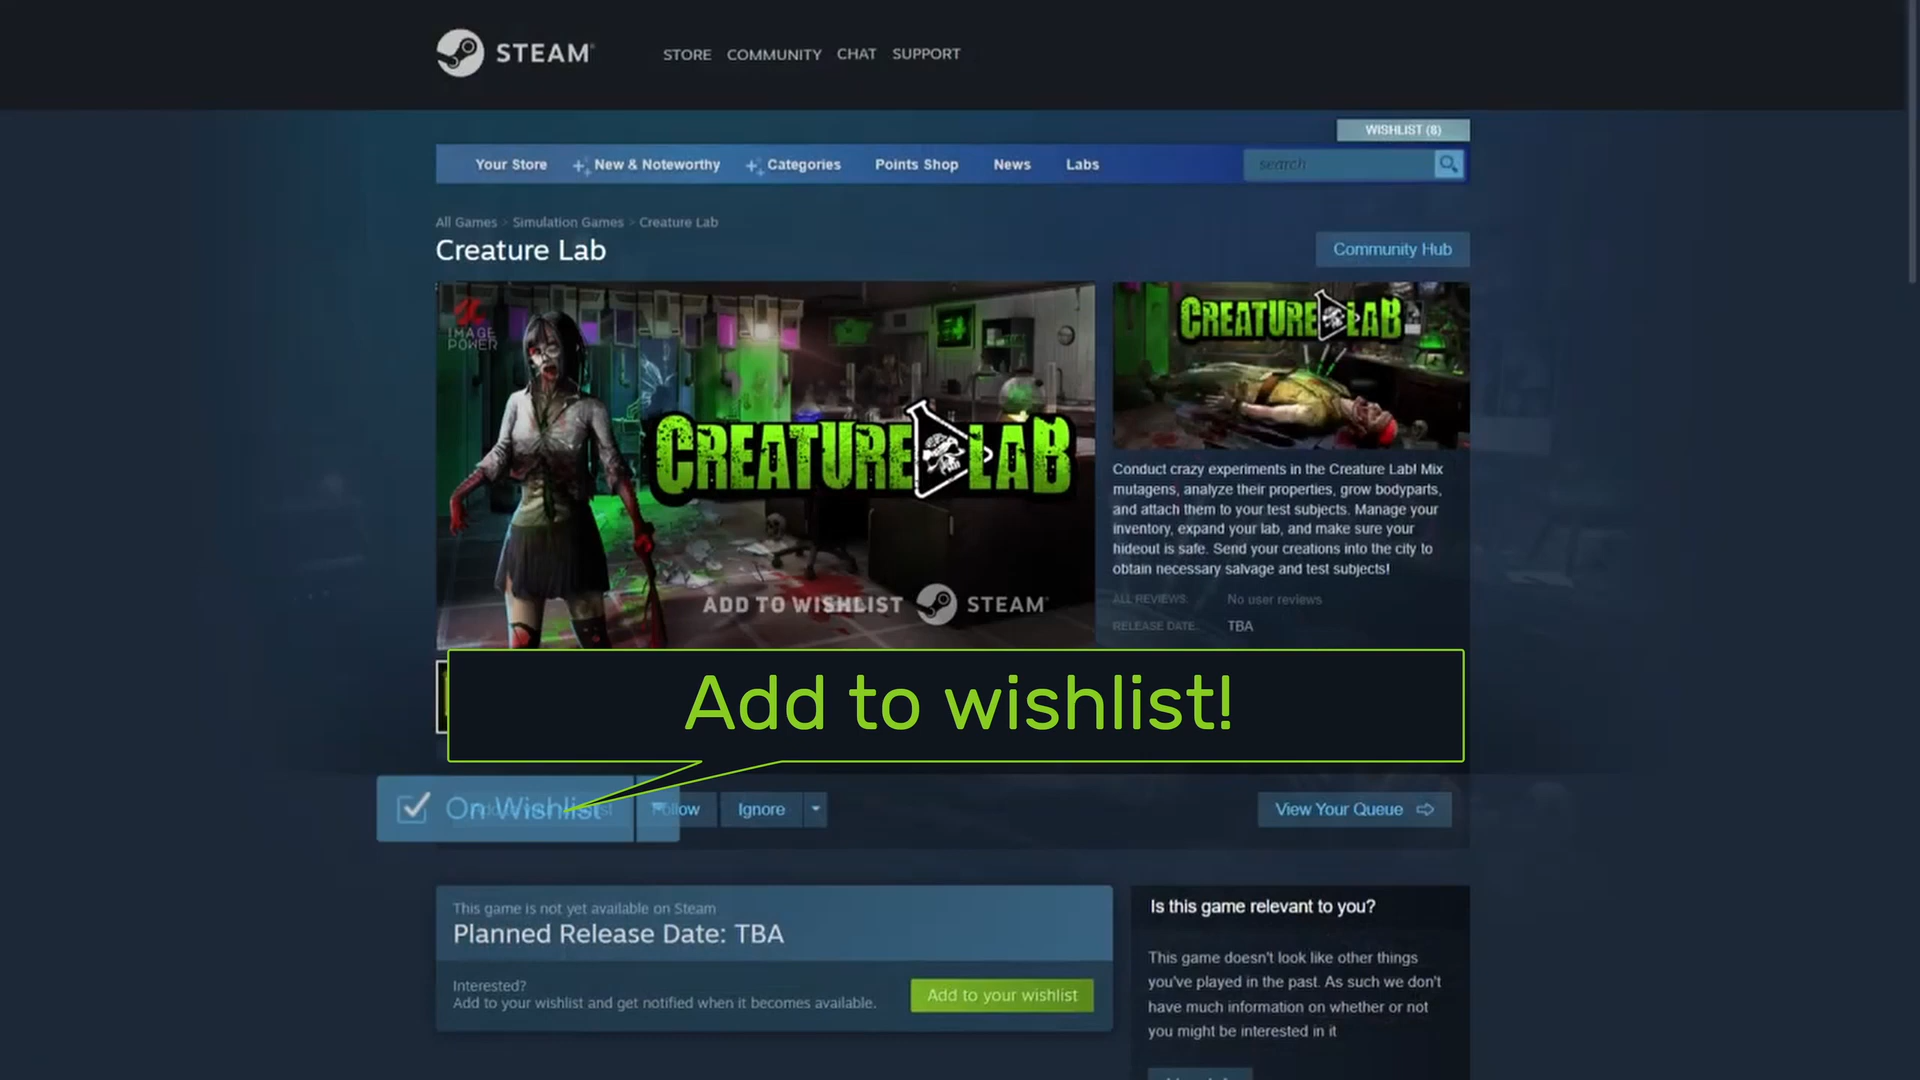 STEAM
STORE COMMUNITY CHAT SUPPORT
WISHLIST (8)
Your Store New & Noteworthy Categories Points Shop News Labs search
All Games > Simulation Games > Creature Lab
Creature Lab
Community Hub
IMAGE
POWER
CREATURE LAB
ADD TO WISHLIST STEAM
CREATURE LAB
Conduct crazy experiments in the Creature Lab! Mix
mutagens, analyze their properties, grow bodyparts,
and attach them to your test subjects. Manage your
inventory, expand your lab, and make sure your
hideout is safe. Send your creations into the city to
obtain necessary salvage and test subjects!
ALL REVIEWS: No user reviews
RELEASE DATE: TBA
Add to wishlist!
On Wishlist Follow Ignore View Your Queue
This game is not yet available on Steam
Planned Release Date: TBA
Interested?
Add to your wishlist and get notified when it becomes available.
Add to your wishlist
Is this game relevant to you?
This game doesn't look like other things
you've played in the past. As such we don't
have much information on whether or not
you might be interested in it